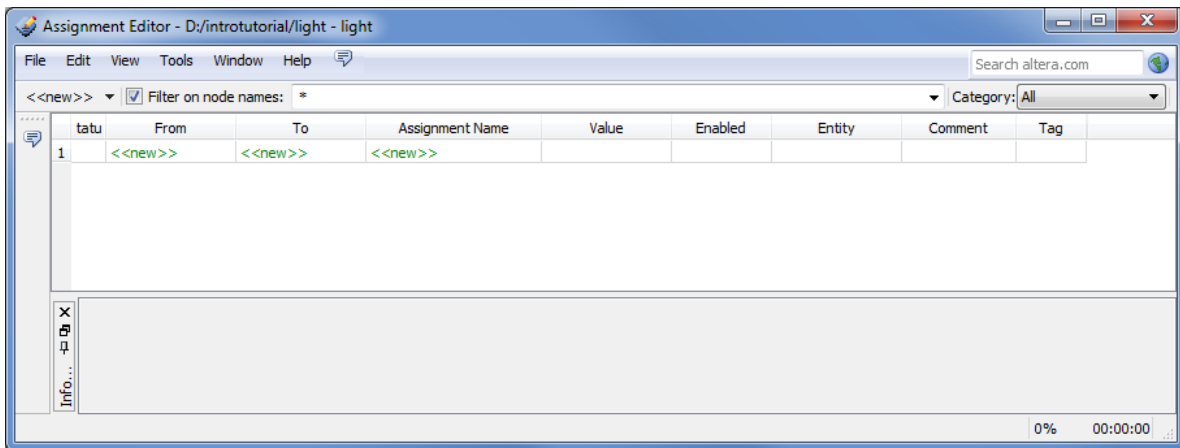 Assignment Editor - D:/introtutorial/light - light
File Edit View Tools Window Help Search altera.com
<<new>> Filter on node names: * Category: All
tatu From To Assignment Name Value Enabled Entity Comment Tag
1 <<new>> <<new>> <<new>>
Info...
0% 00:00:00